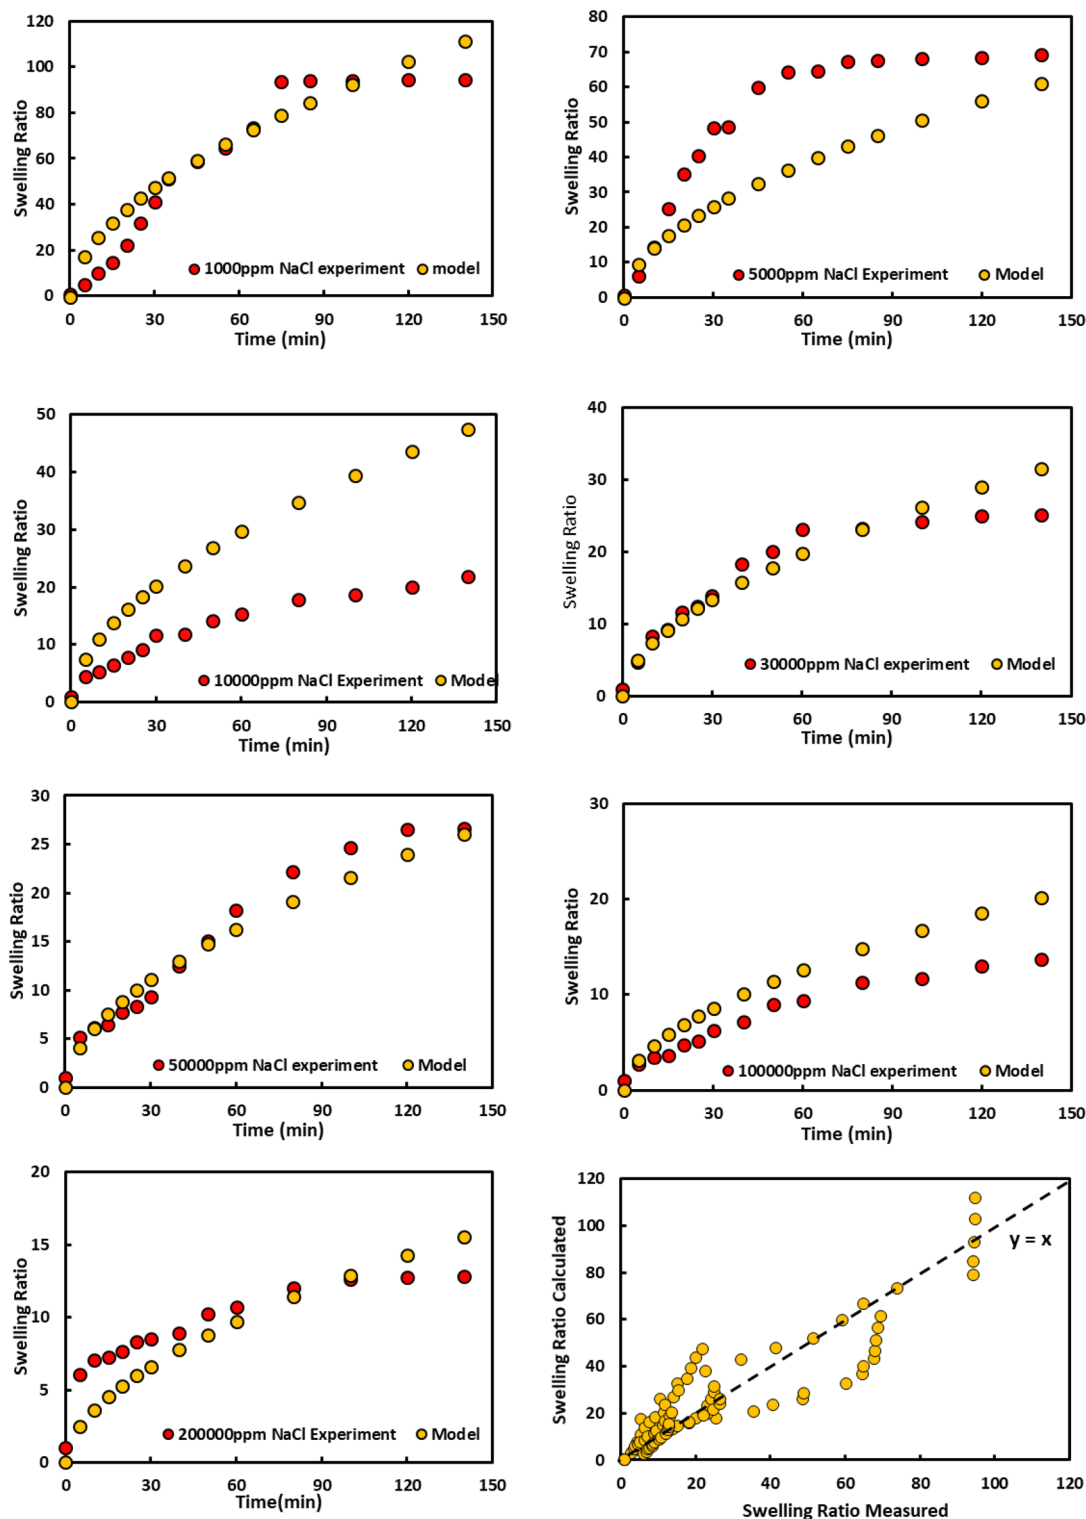 120
100
80
60
40
20
0
Swelling Ratio
1000ppm NaCl experiment model
0 30 60 90 120 150
Time (min)
80
70
60
50
40
30
20
10
0
Swelling Ratio
5000ppm NaCl Experiment Model
0 30 60 90 120 150
Time (min)
50
40
30
20
10
0
Swelling Ratio
10000ppm NaCl Experiment Model
0 30 60 90 120 150
Time (min)
40
30
20
10
0
Swelling Ratio
30000ppm NaCl experiment Model
0 30 60 90 120 150
Time (min)
30
25
20
15
10
5
0
Swelling Ratio
50000ppm NaCl experiment Model
0 30 60 90 120 150
Time (min)
30
20
10
0
Swelling Ratio
100000ppm NaCl experiment Model
0 30 60 90 120 150
Time (min)
20
15
10
5
0
Swelling Ratio
200000ppm NaCl Experiment Model
0 30 60 90 120 150
Time(min)
120
100
80
60
40
20
0
Swelling Ratio Calculated
y = x
0 20 40 60 80 100 120
Swelling Ratio Measured